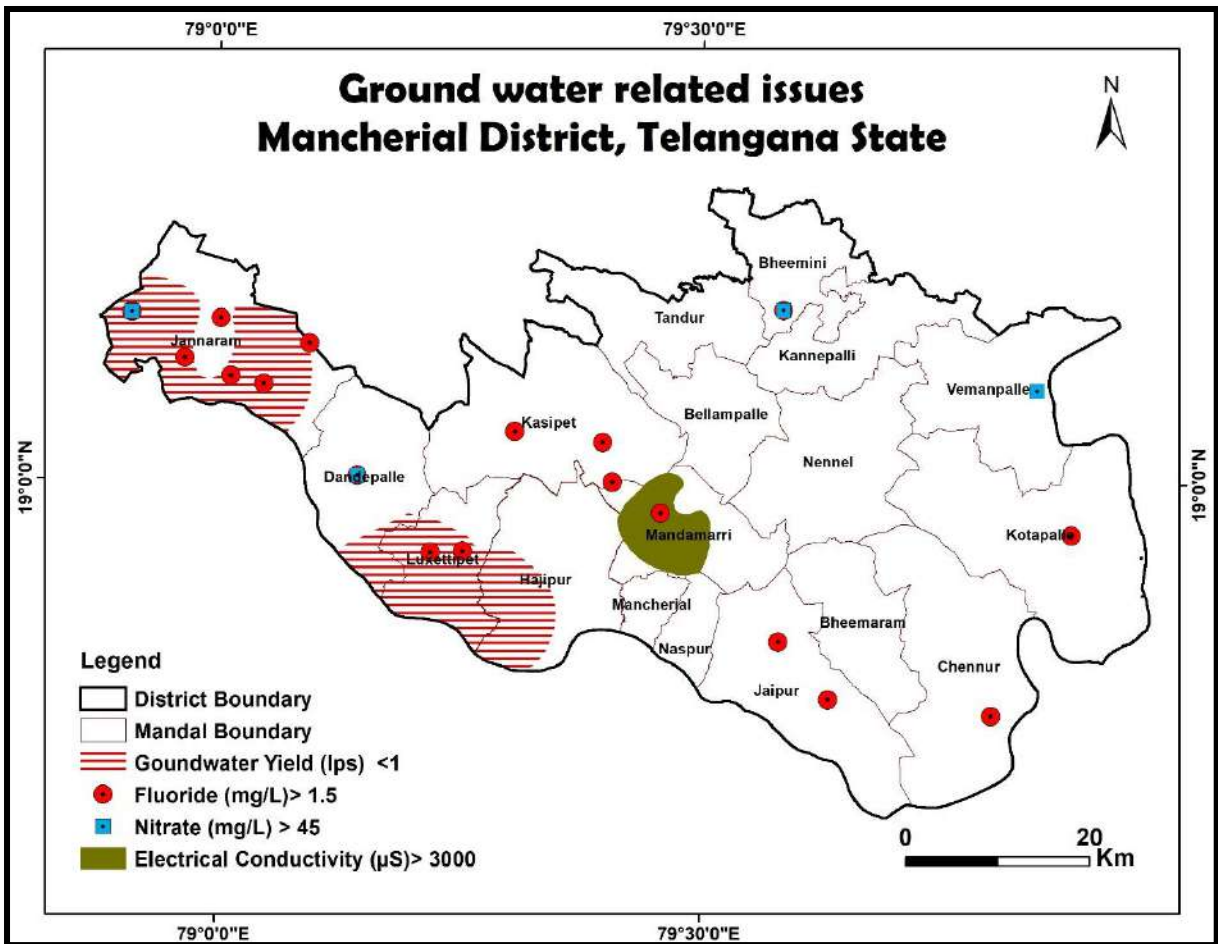 79°0'0"E
79°30'0"E
Ground water related issues
Mancherial District, Telangana State
N
Bheemini
Tandur
Jannaram
Kannepalli
Vemanpalle
Bellampalle
Kasipet
Nennel
Dandepalle
19°0'0"N
19°0'0"N
Mandamarri
Kotapalle
Luxettipet
Hajipur
Mancherial
Bheemaram
Naspur
Chennur
Jaipur
Legend
District Boundary
Mandal Boundary
Goundwater Yield (lps) <1
Fluoride (mg/L)> 1.5
Nitrate (mg/L) > 45
Electrical Conductivity (µS)> 3000
0 20
Km
79°0'0"E
79°30'0"E